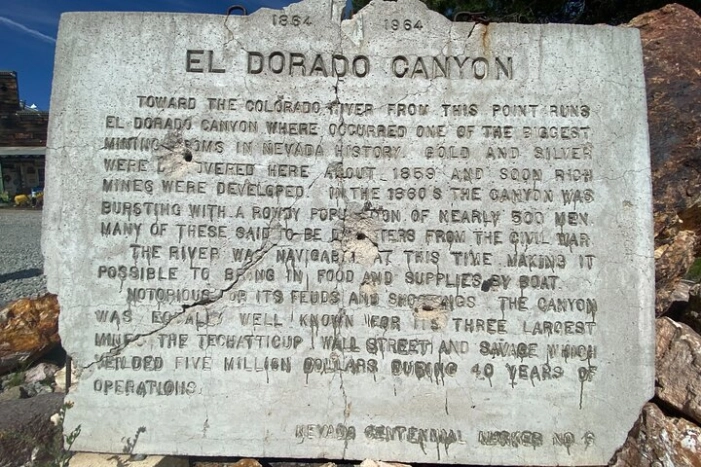 1864 1964
EL DORADO CANYON
TOWARD THE COLORADO RIVER FROM THIS POINT RUNS
EL DORADO CANYON WHERE OCCURRED ONE OF THE BIGGEST
MINING BOOMS IN NEVADA HISTORY. GOLD AND SILVER
WERE DISCOVERED HERE ABOUT 1859 AND SOON RICH
MINES WERE DEVELOPED. IN THE 1860'S THE CANYON WAS
BURSTING WITH A ROWDY POPULATION OF NEARLY 500 MEN.
MANY OF THESE SAID TO BE DESERTERS FROM THE CIVIL WAR.
THE RIVER WAS NAVIGABLE AT THIS TIME MAKING IT
POSSIBLE TO BRING IN FOOD AND SUPPLIES BY BOAT.
NOTORIOUS FOR ITS FEUDS AND SHOOTINGS THE CANYON
WAS EQUALLY WELL KNOWN FOR ITS THREE LARGEST
MINES, THE TECHATTICUP WALL STREET AND SAVAGE WHICH
YEILDED FIVE MILLION DOLLARS DURING 40 YEARS OF
OPERATIONS.
NEVADA CENTENNIAL MARKER NO